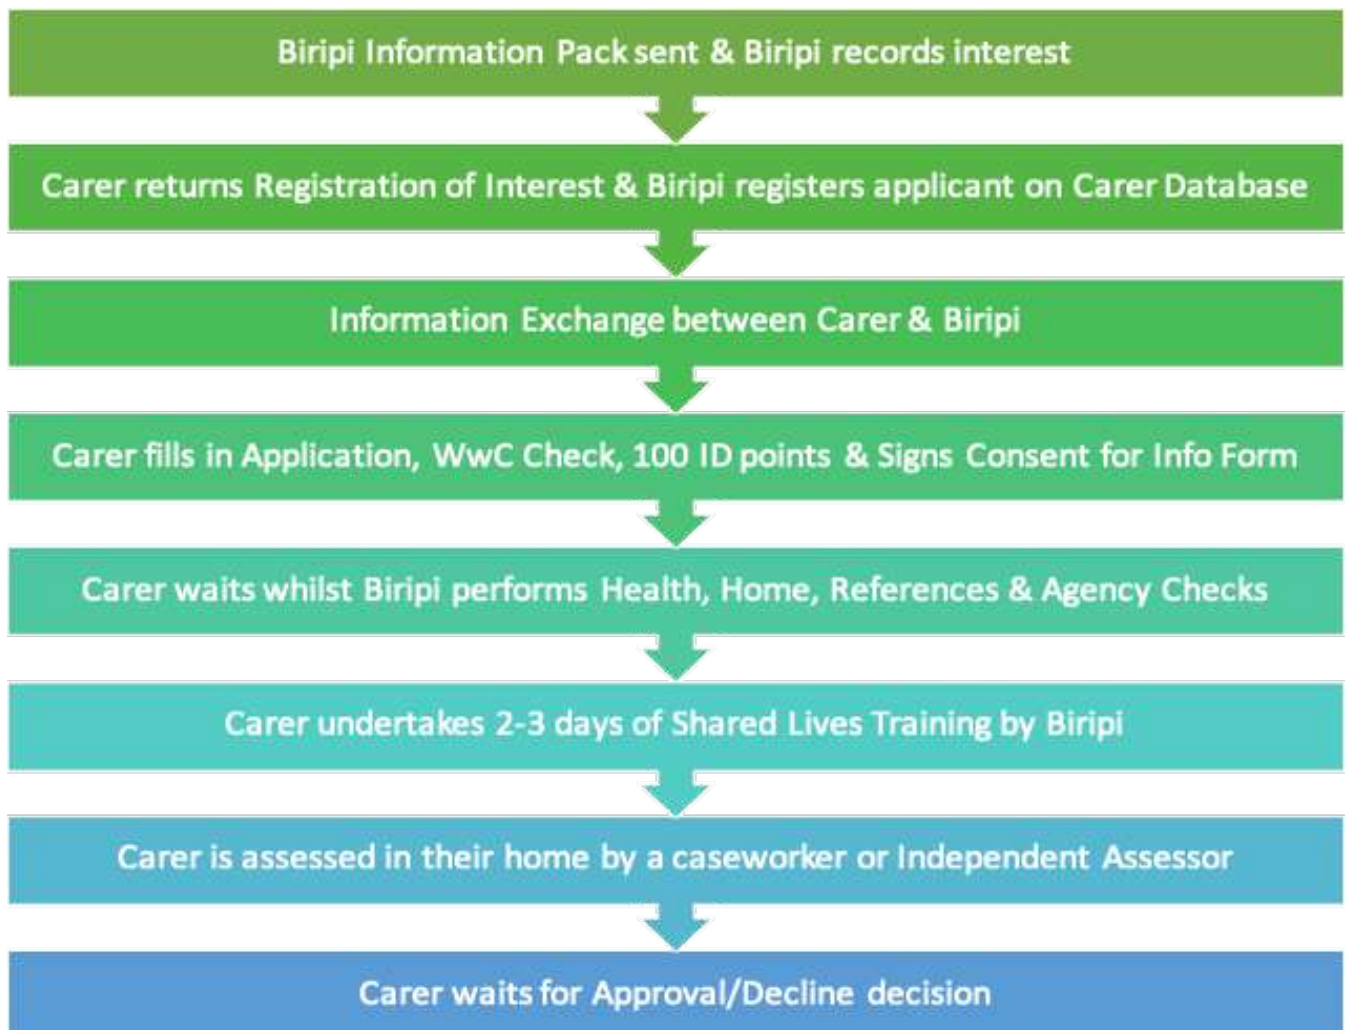 Biripi Information Pack sent & Biripi records interest
Carer returns Registration of Interest & Biripi registers applicant on Carer Database
Information Exchange between Carer & Biripi
Carer fills in Application, WwC Check, 100 ID points & Signs Consent for Info Form
Carer waits whilst Biripi performs Health, Home, References & Agency Checks
Carer undertakes 2-3 days of Shared Lives Training by Biripi
Carer is assessed in their home by a caseworker or Independent Assessor
Carer waits for Approval/Decline decision